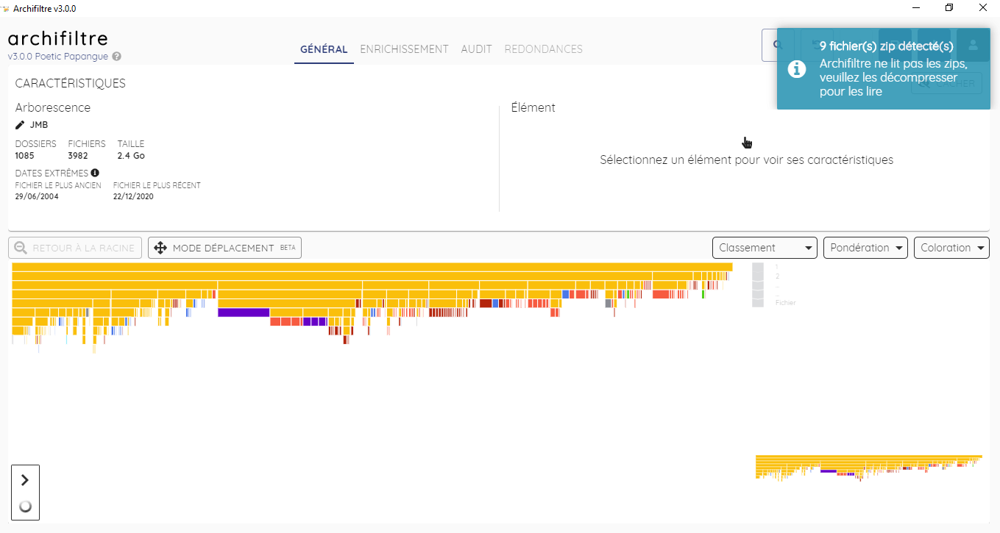 Archifiltre v3.0.0
archifiltre
v3.0.0 Poetic Papangue ?
GÉNÉRAL ENRICHISSEMENT AUDIT REDONDANCES
9 fichier(s) zip détecté(s)
Archifiltre ne lit pas les zips,
veuillez les décompresser
pour les lire
CACHER
CARACTÉRISTIQUES
Arborescence
JMB
DOSSIERS FICHIERS TAILLE
1085 3982 2.4 Go
DATES EXTRÊMES
FICHIER LE PLUS ANCIEN FICHIER LE PLUS RÉCENT
29/06/2004 22/12/2020
Élément
Sélectionnez un élément pour voir ses caractéristiques
RETOUR À LA RACINE MODE DÉPLACEMENT BETA
Classement Pondération Coloration
1
2
..
..
Fichier